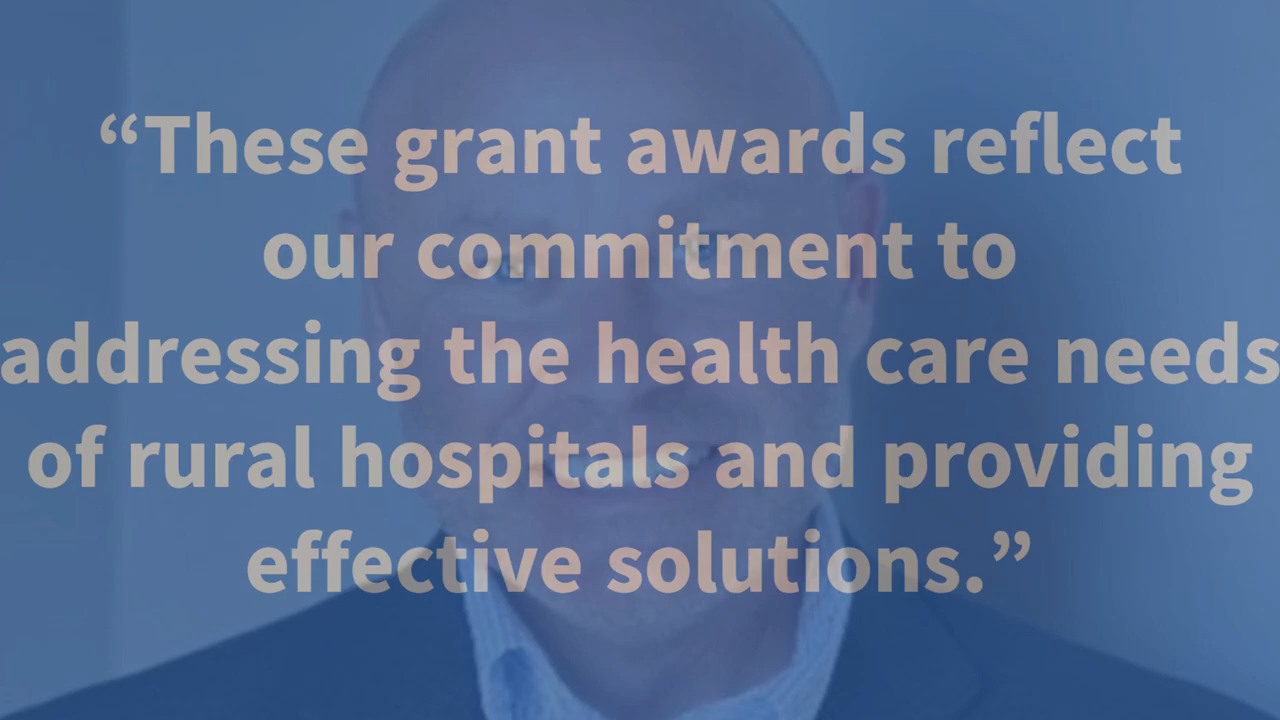 “These grant awards reflect
our commitment to
addressing the health care needs
of rural hospitals and providing
effective solutions.”